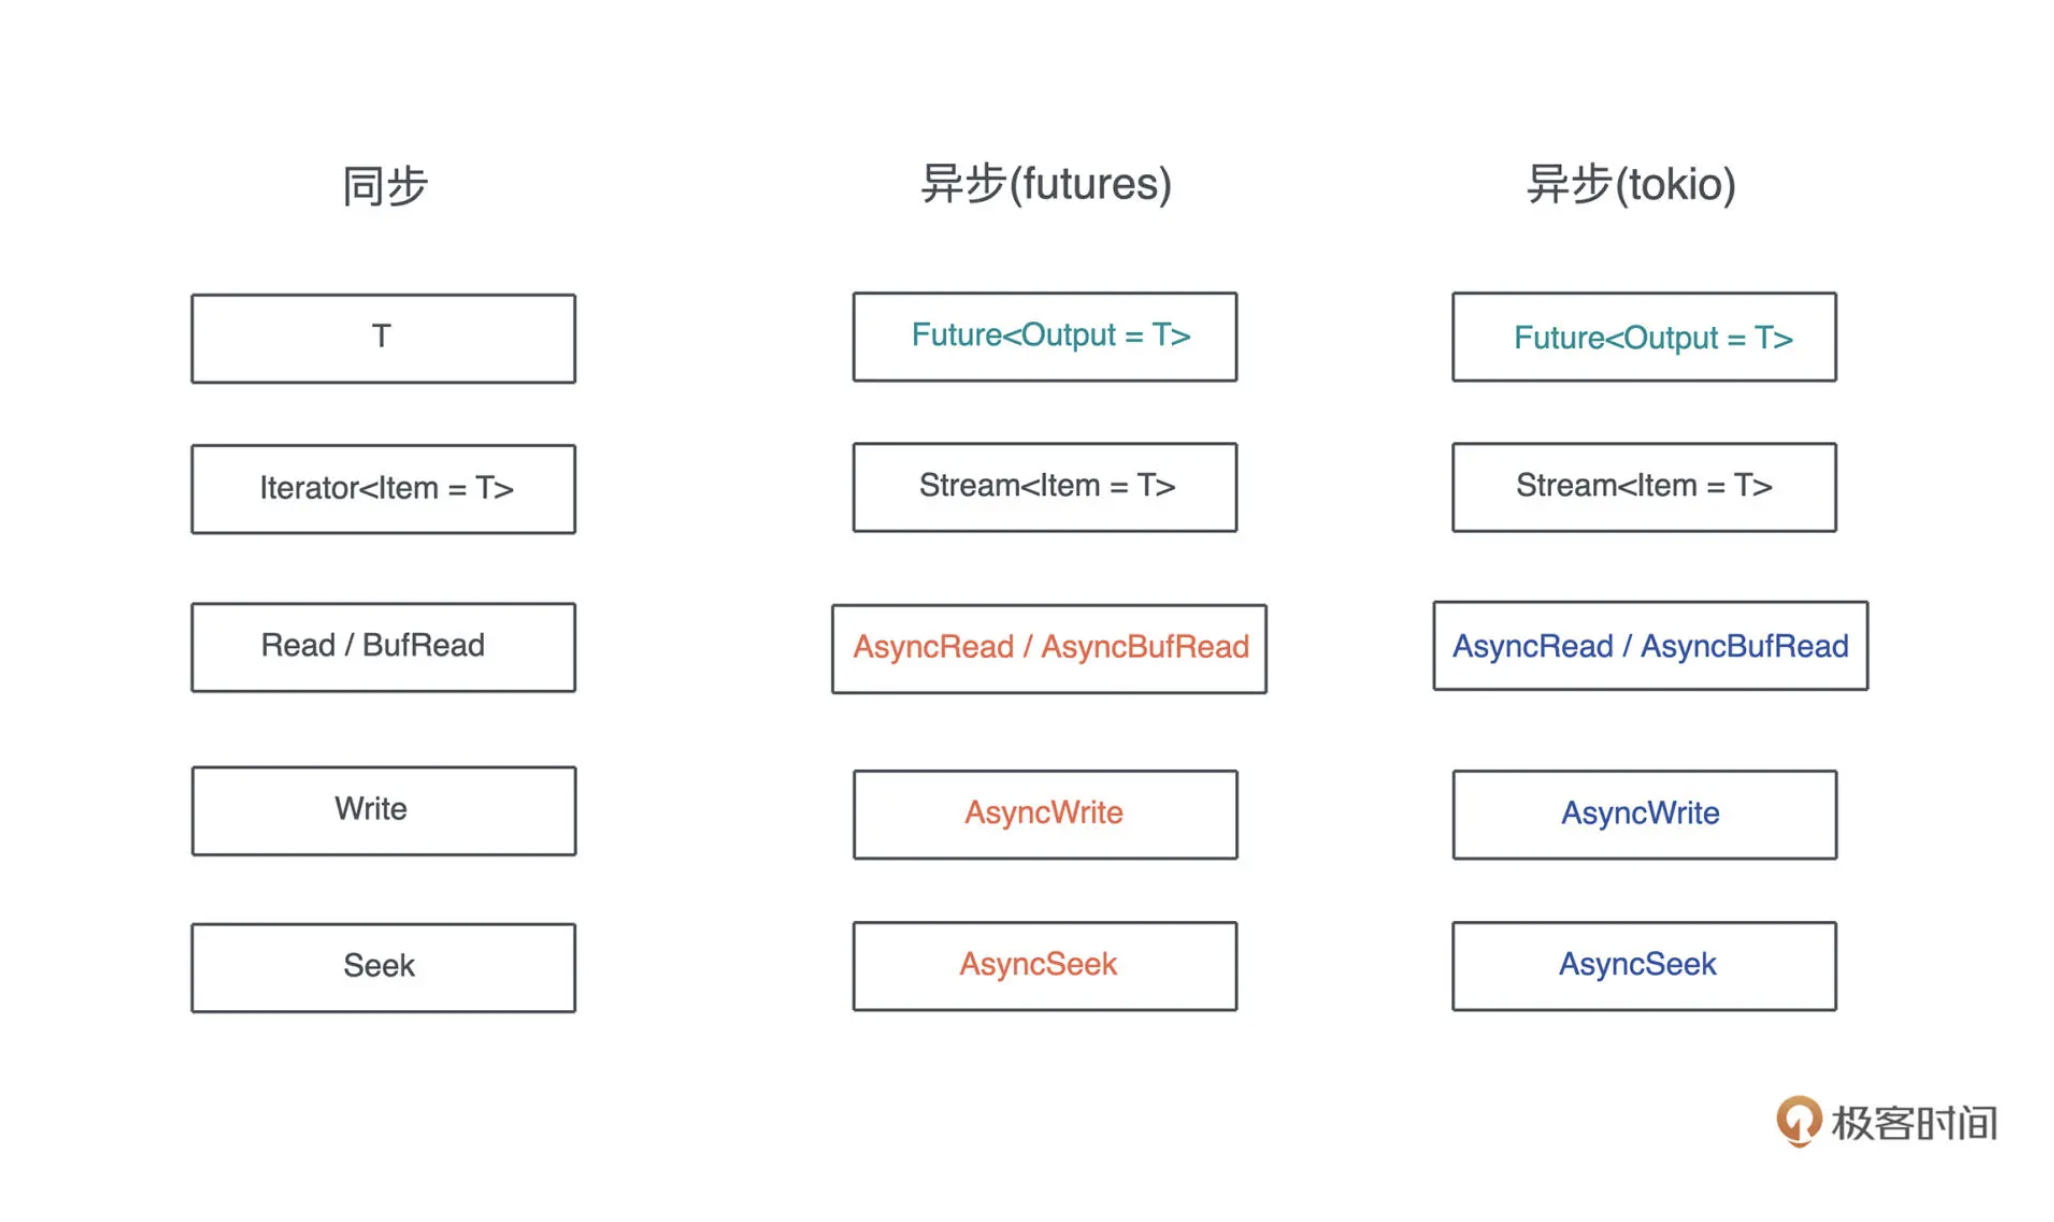 同步 异步(futures) 异步(tokio)
T Future<Output = T> Future<Output = T>
Iterator<Item = T> Stream<Item = T> Stream<Item = T>
Read / BufRead AsyncRead / AsyncBufRead AsyncRead / AsyncBufRead
Write AsyncWrite AsyncWrite
Seek AsyncSeek AsyncSeek
极客时间